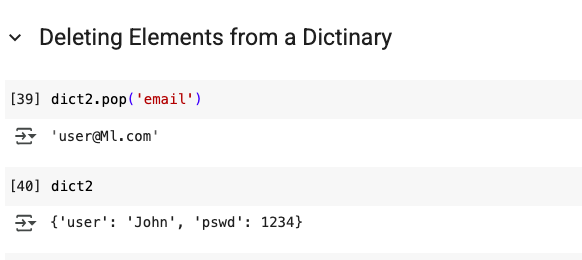 Deleting Elements from a Dictinary
[39] dict2.pop('email')
'user@Ml.com'
[40] dict2
{'user': 'John', 'pswd': 1234}